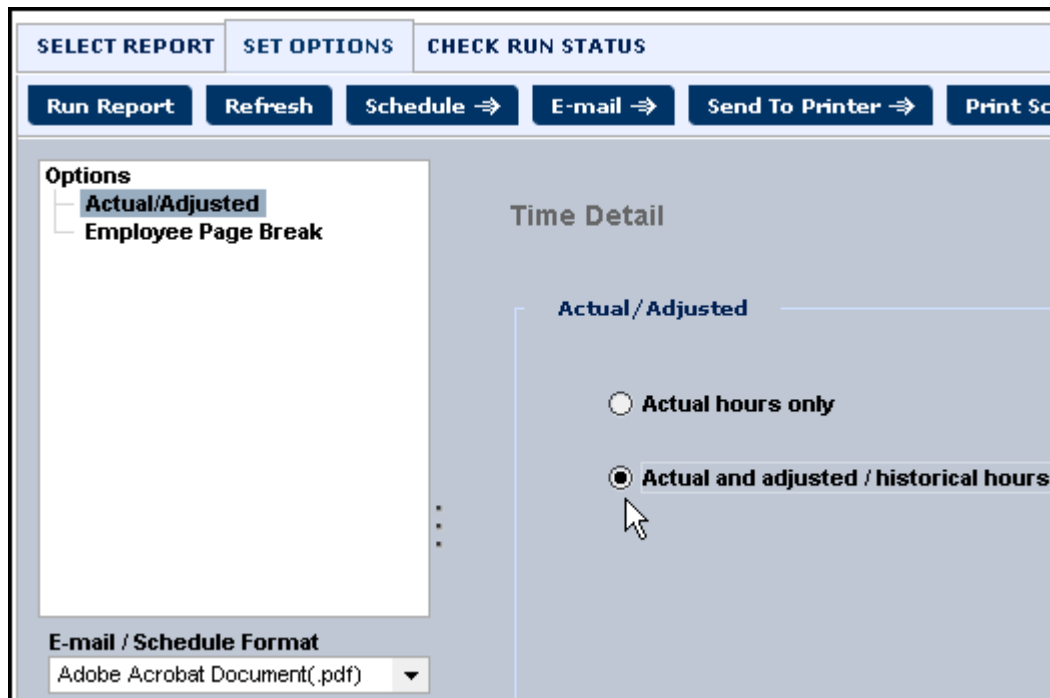 SELECT REPORT SET OPTIONS CHECK RUN STATUS
Run Report Refresh Schedule E-mail Send To Printer Print Sc
Options
Actual/Adjusted
Employee Page Break
Time Detail
Actual/Adjusted
Actual hours only
Actual and adjusted / historical hours
E-mail / Schedule Format
Adobe Acrobat Document(.pdf)